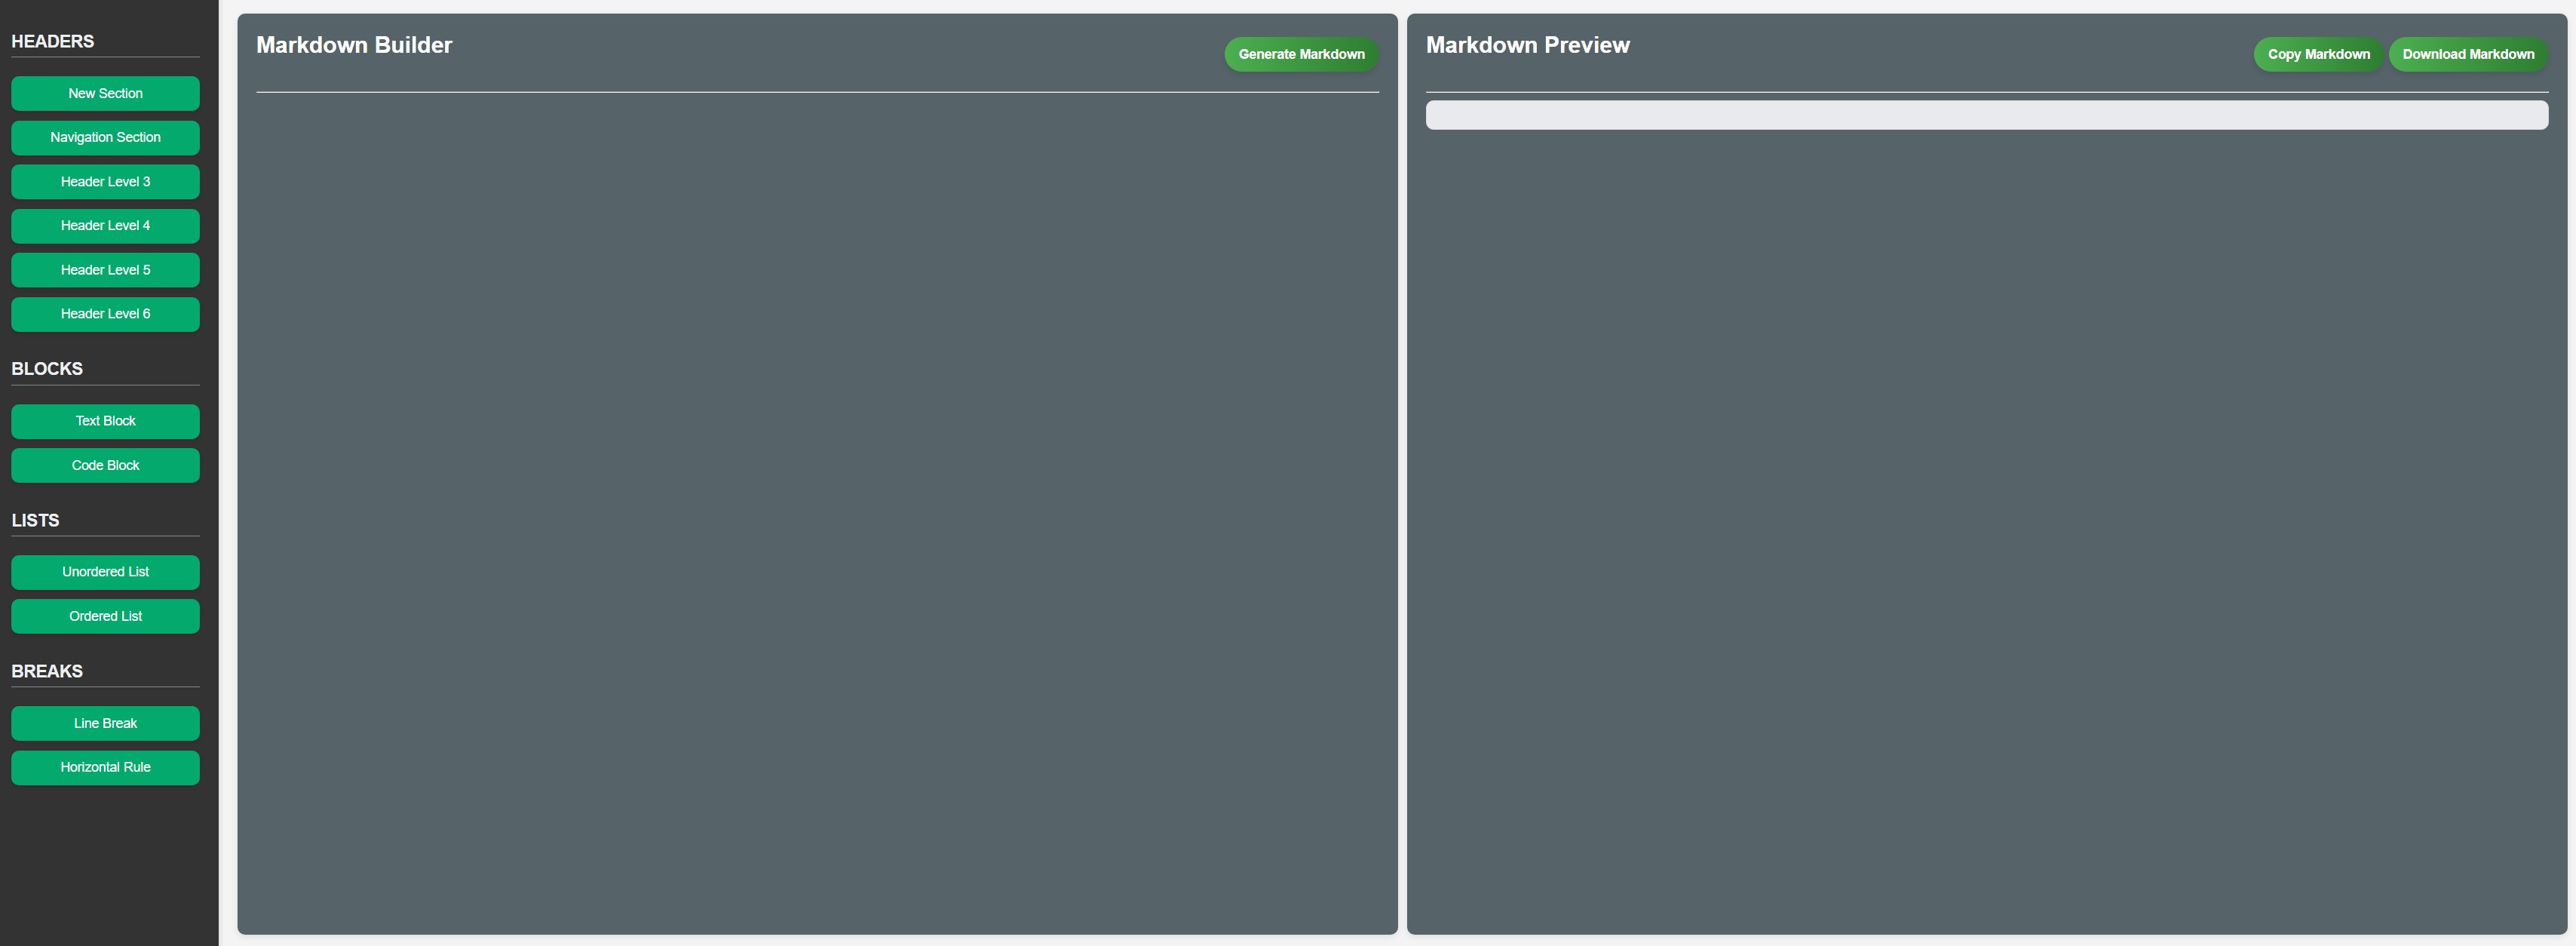 HEADERS
New Section
Navigation Section
Header Level 3
Header Level 4
Header Level 5
Header Level 6
BLOCKS
Text Block
Code Block
LISTS
Unordered List
Ordered List
BREAKS
Line Break
Horizontal Rule
Markdown Builder
Generate Markdown
Markdown Preview
Copy Markdown
Download Markdown